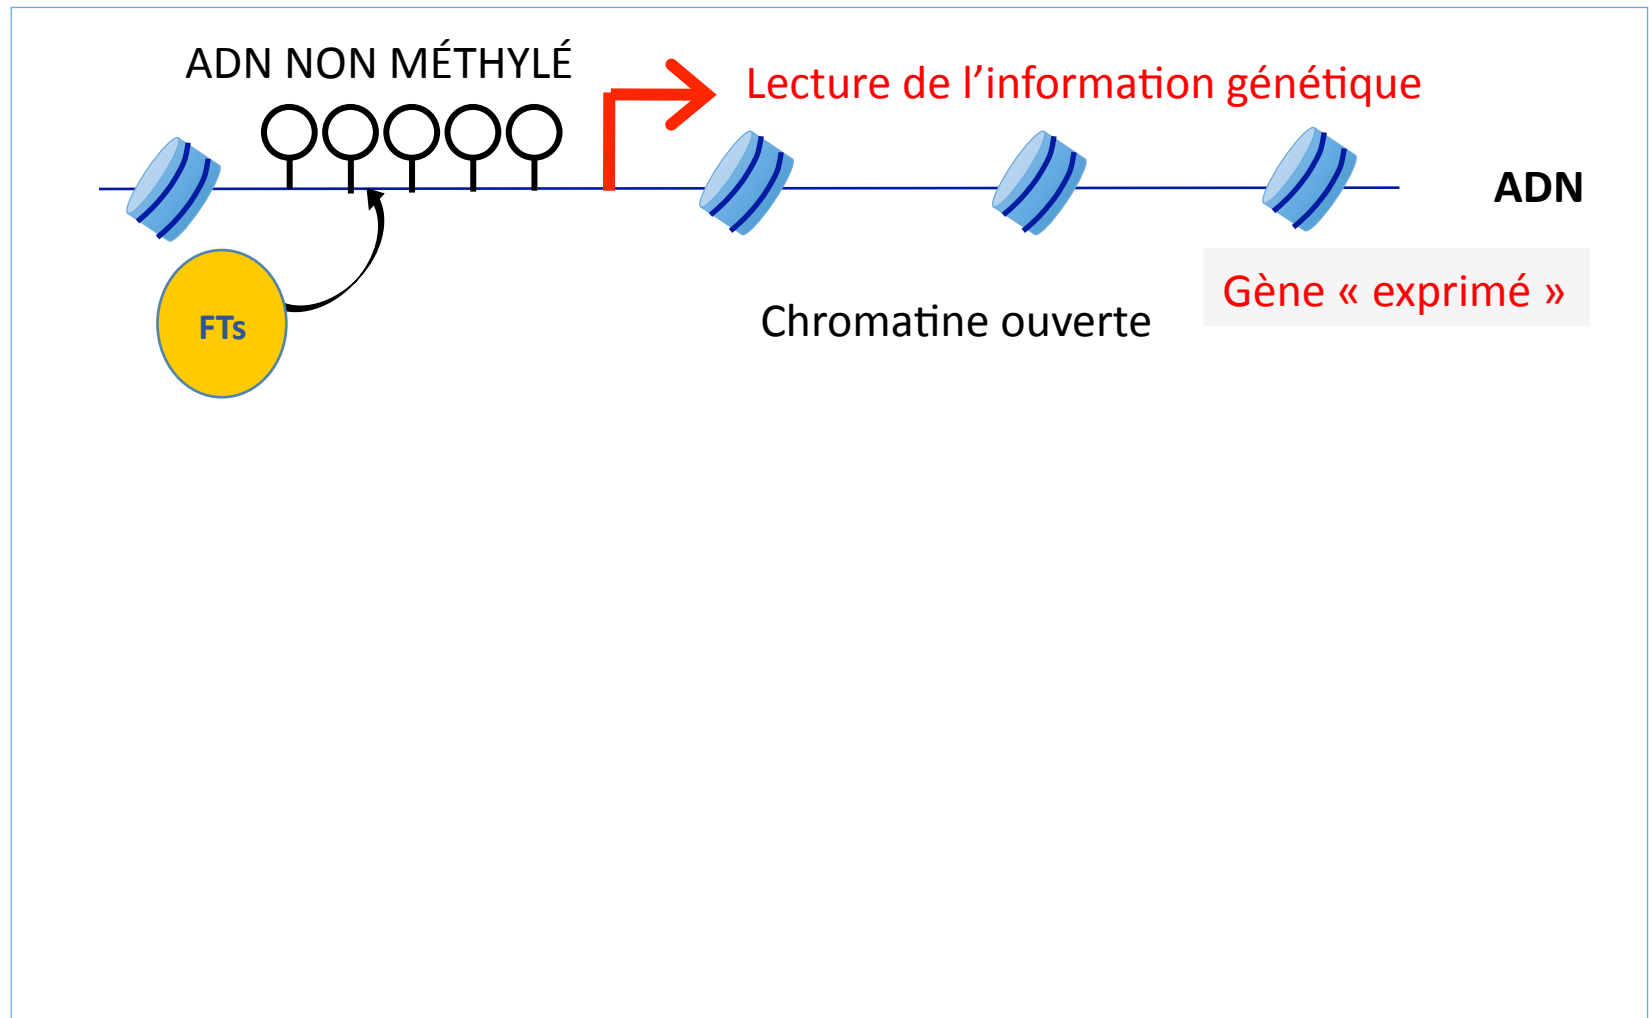 ADN NON MÉTHYLÉ
Lecture de l’information génétique
ADN
Gène « exprimé »
FTs
Chromatine ouverte